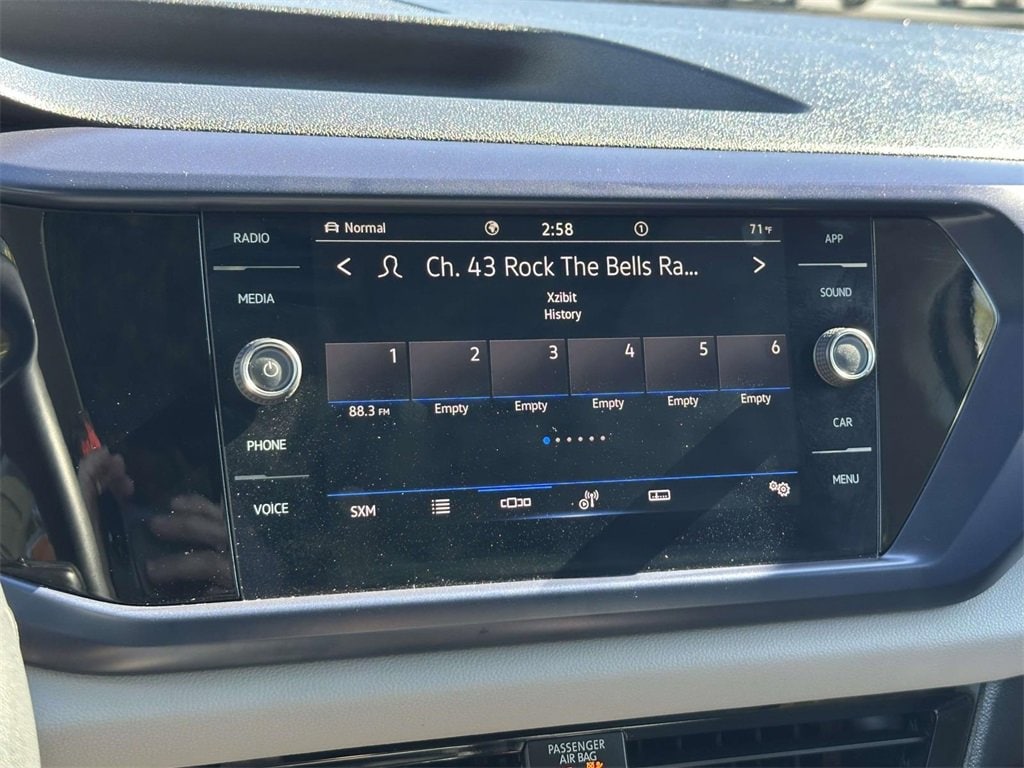 RADIO
MEDIA
PHONE
VOICE
Normal
2:58
1
71°F
< Ch. 43 Rock The Bells Ra... >
Xzibit
History
1 2 3 4 5 6
88.3 FM Empty Empty Empty Empty Empty
SXM
APP
SOUND
CAR
MENU
PASSENGER
AIR BAG